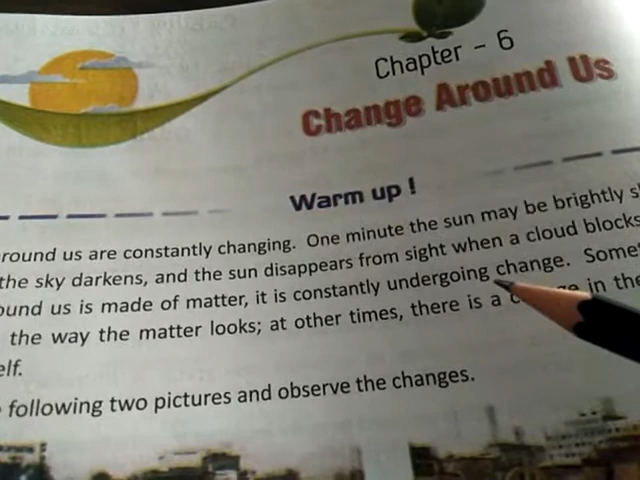 Chapter - 6
Change Around Us
Warm up !
round us are constantly changing. One minute the sun may be brightly
the sky darkens, and the sun disappears from sight when a cloud blocks
ound us is made of matter, it is constantly undergoing change. Some
the way the matter looks; at other times, there is a in the
elf.
following two pictures and observe the changes.